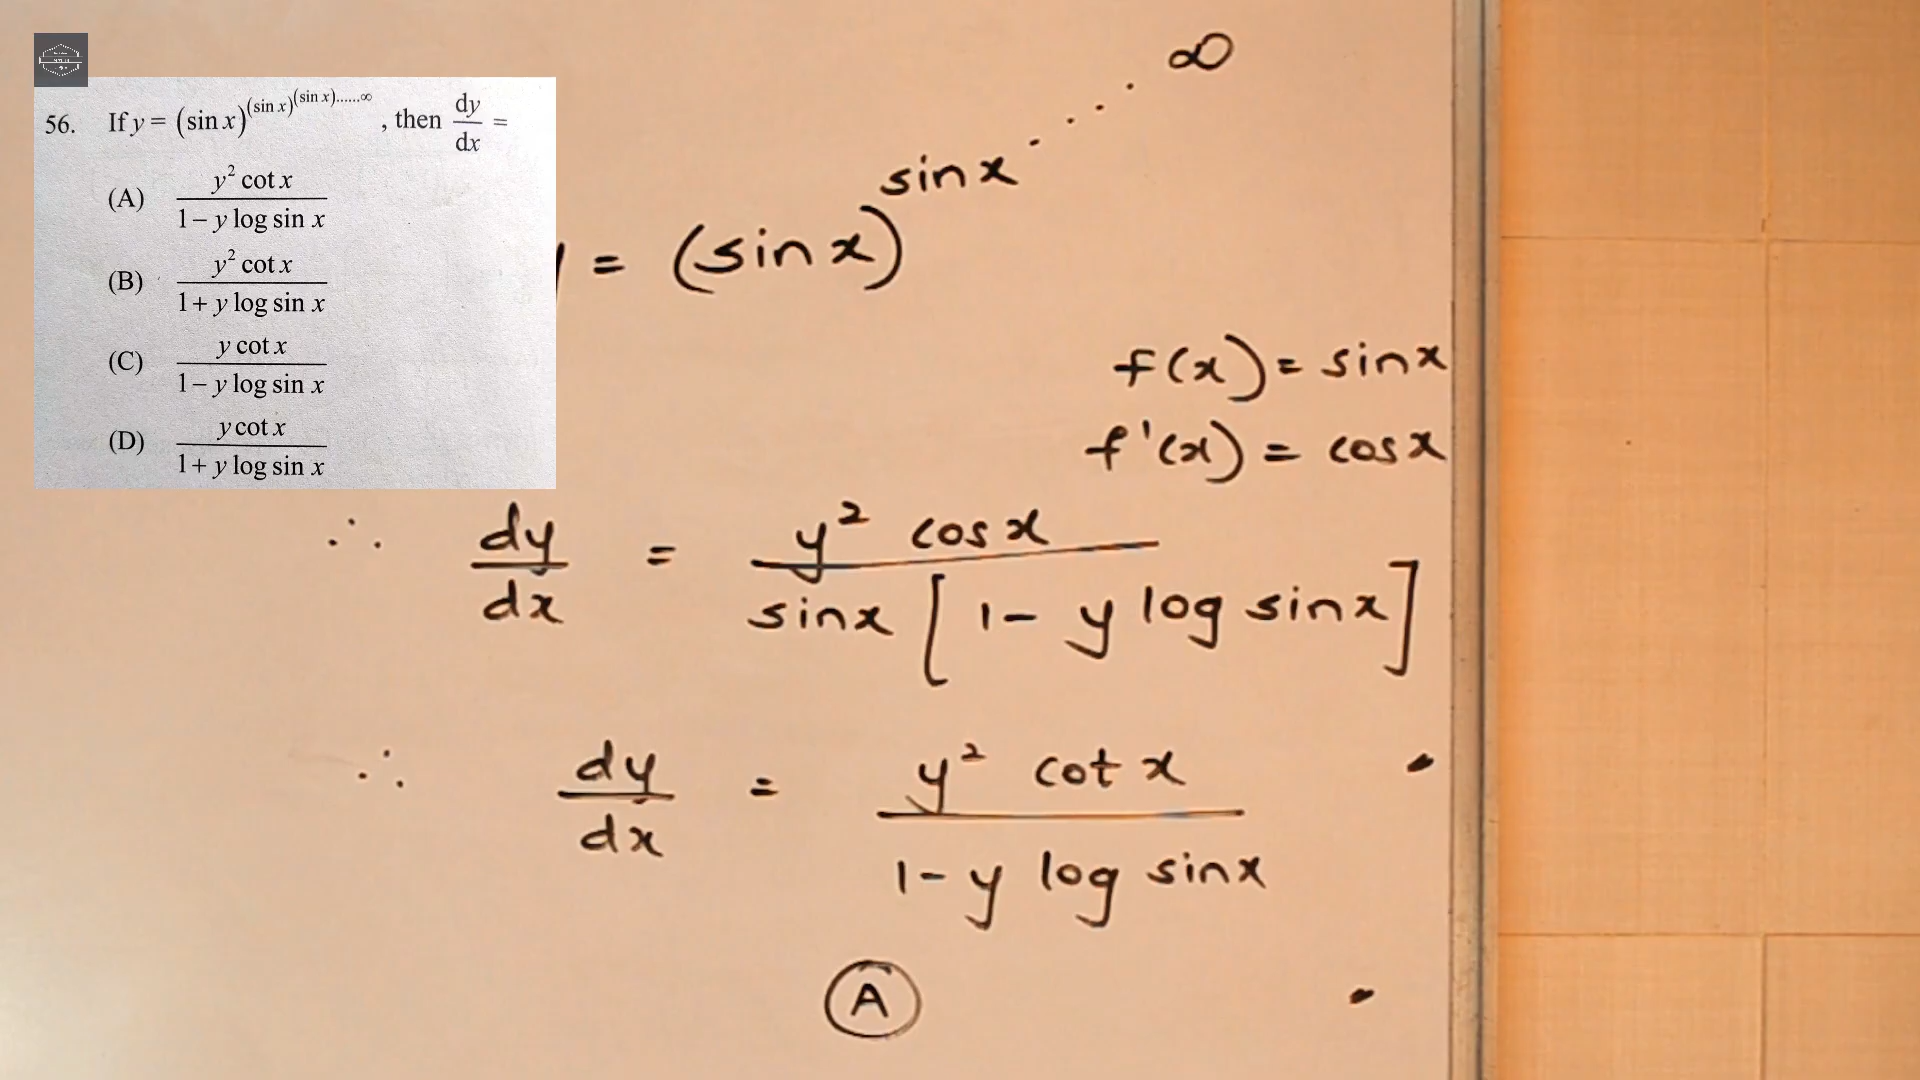 56. If y = (sin x)^(sin x)^(sin x)......∞, then dy/dx =
(A) y² cot x / 1 − y log sin x
(B) y² cot x / 1 + y log sin x
(C) y cot x / 1 − y log sin x
(D) y cot x / 1 + y log sin x
= (sin x)^sin x^....∞
f(x) = sin x
f'(x) = cos x
∴ dy/dx = y² cos x / sin x [1 − y log sin x]
∴ dy/dx = y² cot x / 1 − y log sin x
A